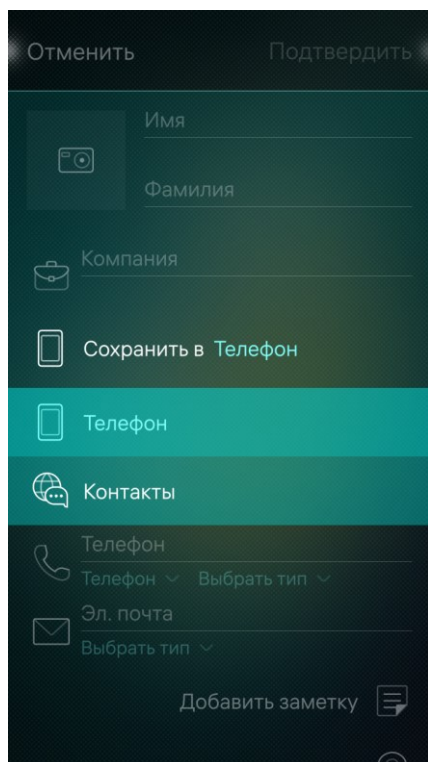 Отменить Подтвердить
Имя
Фамилия
Компания
Сохранить в Телефон
Телефон
Контакты
Телефон
Телефон Выбрать тип
Эл. почта
Выбрать тип
Добавить заметку